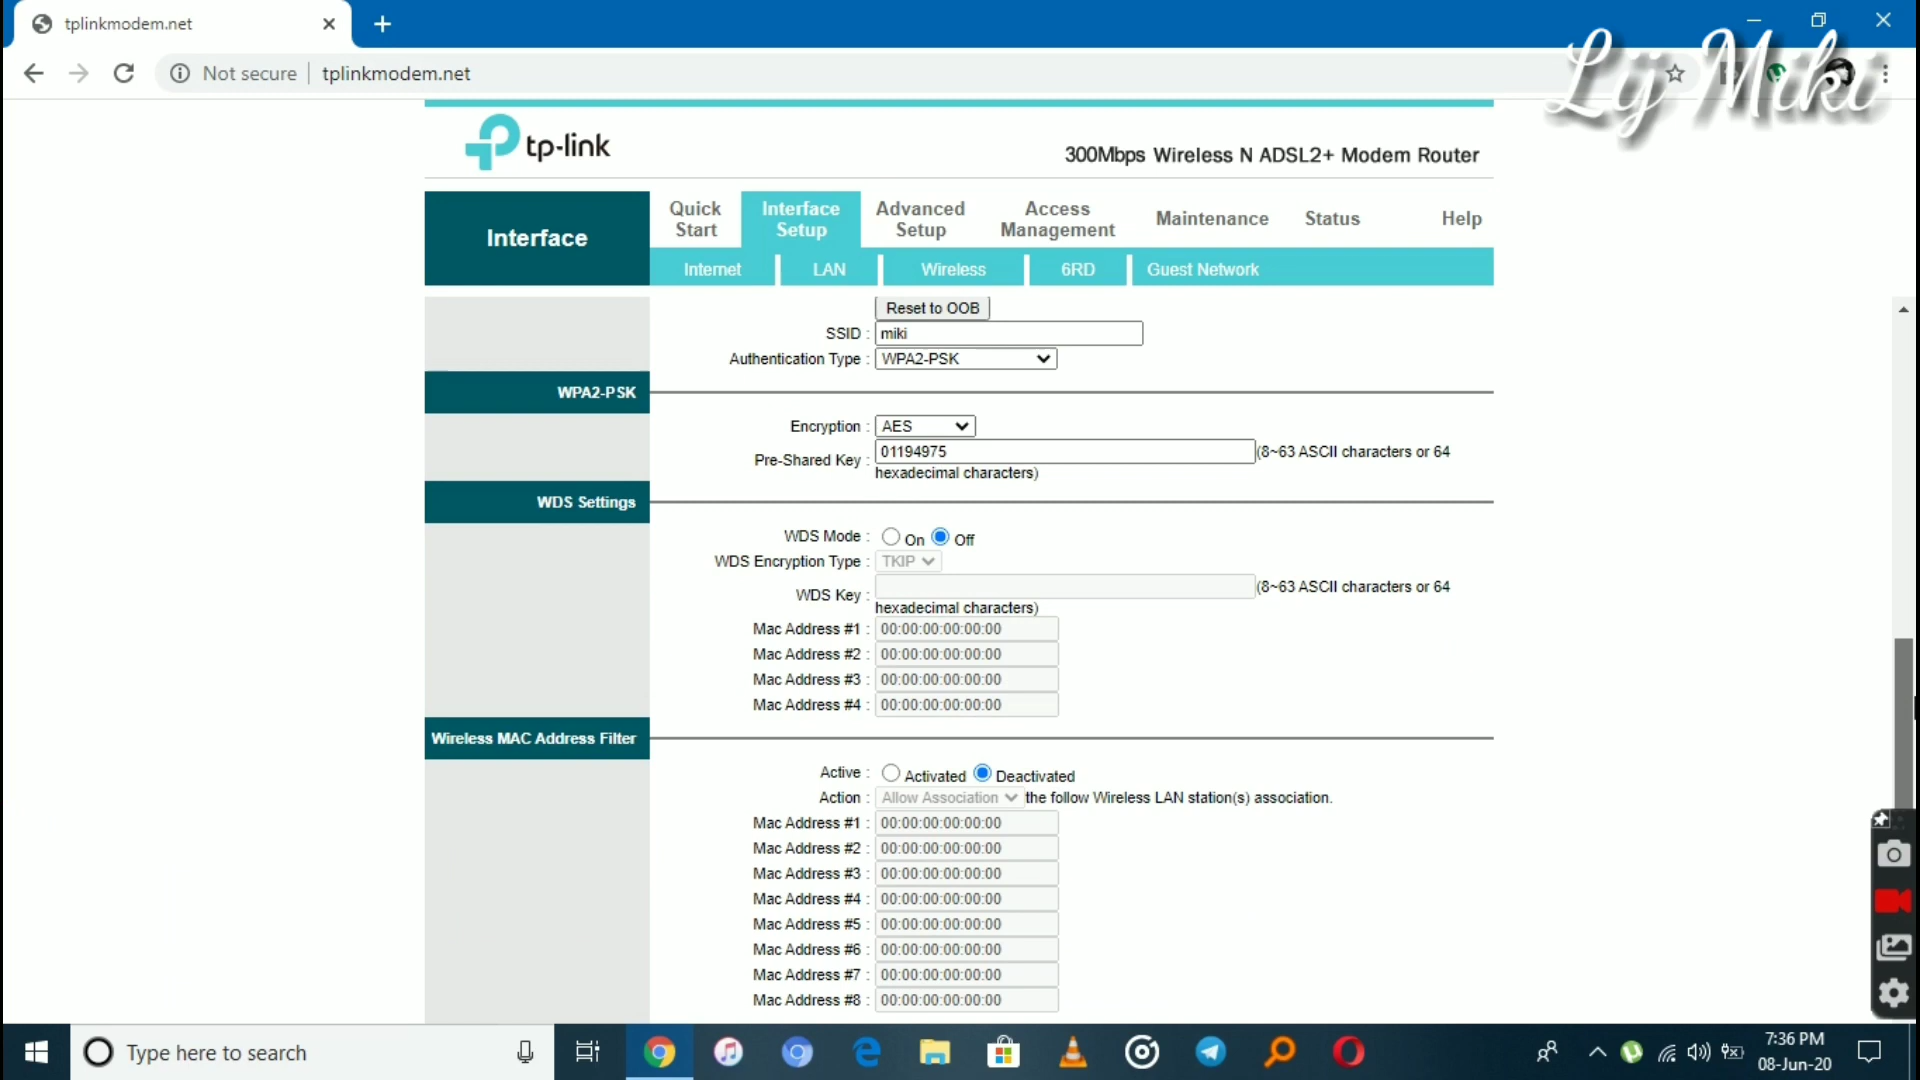 tplinkmodem.net
Not secure | tplinkmodem.net
Lij Miki
tp-link
300Mbps Wireless N ADSL2+ Modem Router
Interface
Quick Start
Interface Setup
Advanced Setup
Access Management
Maintenance
Status
Help
Internet
LAN
Wireless
6RD
Guest Network
Reset to OOB
SSID : miki
Authentication Type : WPA2-PSK
WPA2-PSK
Encryption : AES
Pre-Shared Key : 01194975 (8~63 ASCII characters or 64
hexadecimal characters)
WDS Settings
WDS Mode : On Off
WDS Encryption Type : TKIP
WDS Key : (8~63 ASCII characters or 64
hexadecimal characters)
Mac Address #1 : 00:00:00:00:00:00
Mac Address #2 : 00:00:00:00:00:00
Mac Address #3 : 00:00:00:00:00:00
Mac Address #4 : 00:00:00:00:00:00
Wireless MAC Address Filter
Active : Activated Deactivated
Action : Allow Association the follow Wireless LAN station(s) association.
Mac Address #1 : 00:00:00:00:00:00
Mac Address #2 : 00:00:00:00:00:00
Mac Address #3 : 00:00:00:00:00:00
Mac Address #4 : 00:00:00:00:00:00
Mac Address #5 : 00:00:00:00:00:00
Mac Address #6 : 00:00:00:00:00:00
Mac Address #7 : 00:00:00:00:00:00
Mac Address #8 : 00:00:00:00:00:00
Type here to search
7:36 PM
08-Jun-20